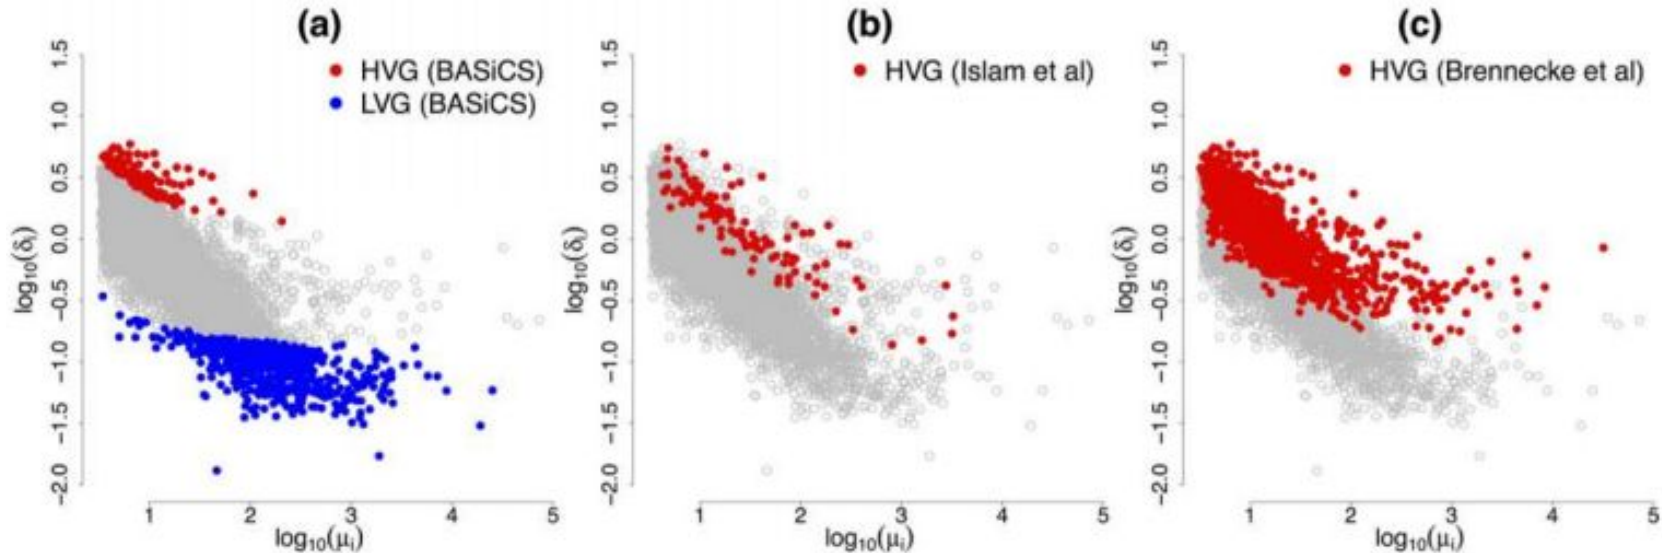 (a)
HVG (BASiCS)
LVG (BASiCS)
log₁₀(δᵢ)
1.5
1.0
0.5
0.0
−0.5
−1.0
−1.5
−2.0
1 2 3 4 5
log₁₀(μᵢ)
(b)
HVG (Islam et al)
log₁₀(δᵢ)
1.5
1.0
0.5
0.0
−0.5
−1.0
−1.5
−2.0
1 2 3 4 5
log₁₀(μᵢ)
(c)
HVG (Brennecke et al)
log₁₀(δᵢ)
1.5
1.0
0.5
0.0
−0.5
−1.0
−1.5
−2.0
1 2 3 4 5
log₁₀(μᵢ)